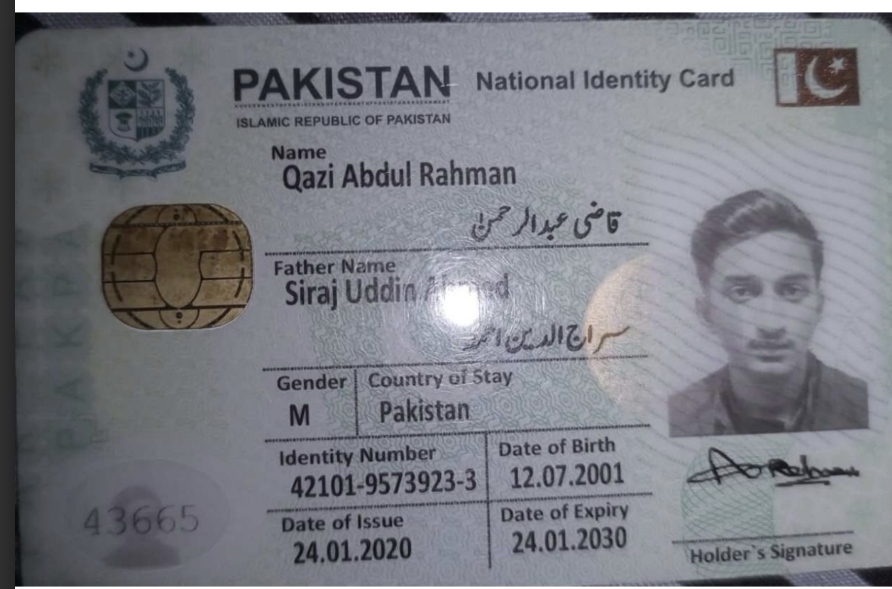 PAKISTAN National Identity Card
ISLAMIC REPUBLIC OF PAKISTAN
Name
Qazi Abdul Rahman
قاضی عبدالرحمن
Father Name
Siraj Uddin Ahmed
سراج الدین احمد
Gender Country of Stay
M Pakistan
Identity Number Date of Birth
42101-9573923-3 12.07.2001
Date of Issue Date of Expiry
24.01.2020 24.01.2030
43665
Holder`s Signature